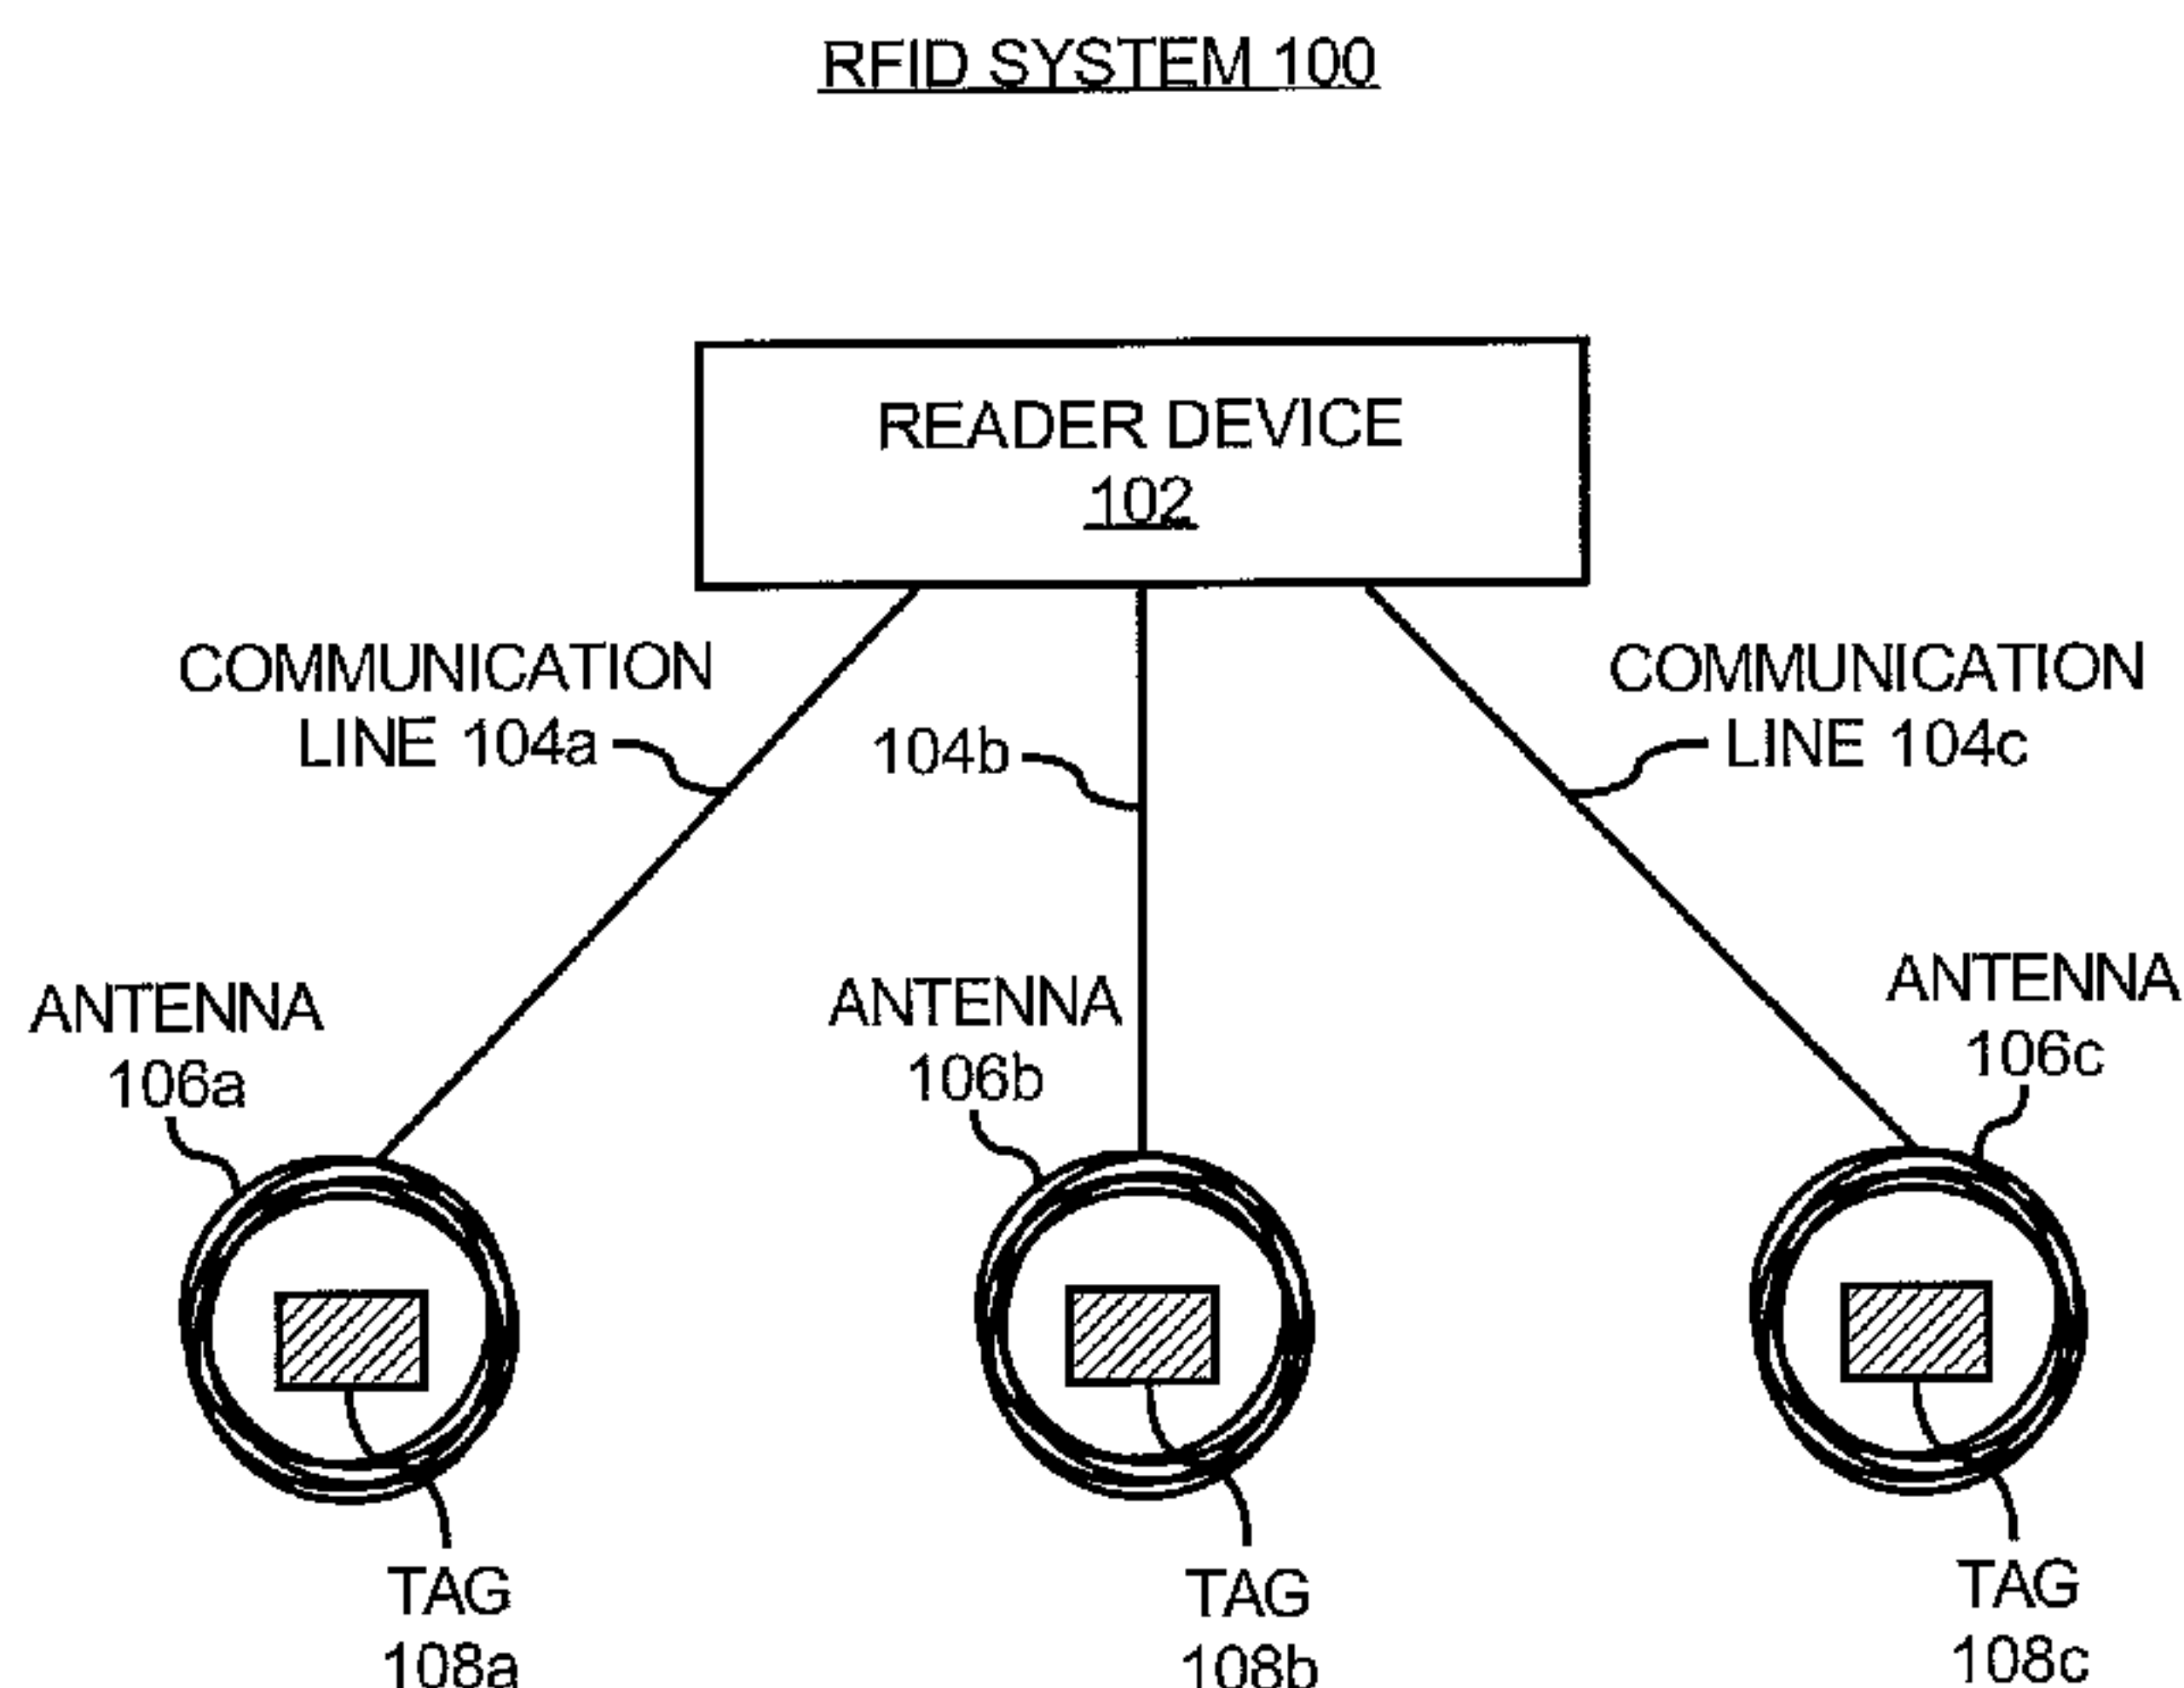 RFID SYSTEM 100
READER DEVICE
102
COMMUNICATION
LINE 104a
104b
COMMUNICATION
LINE 104c
ANTENNA
106a
ANTENNA
106b
ANTENNA
106c
TAG
108a
TAG
108b
TAG
108c